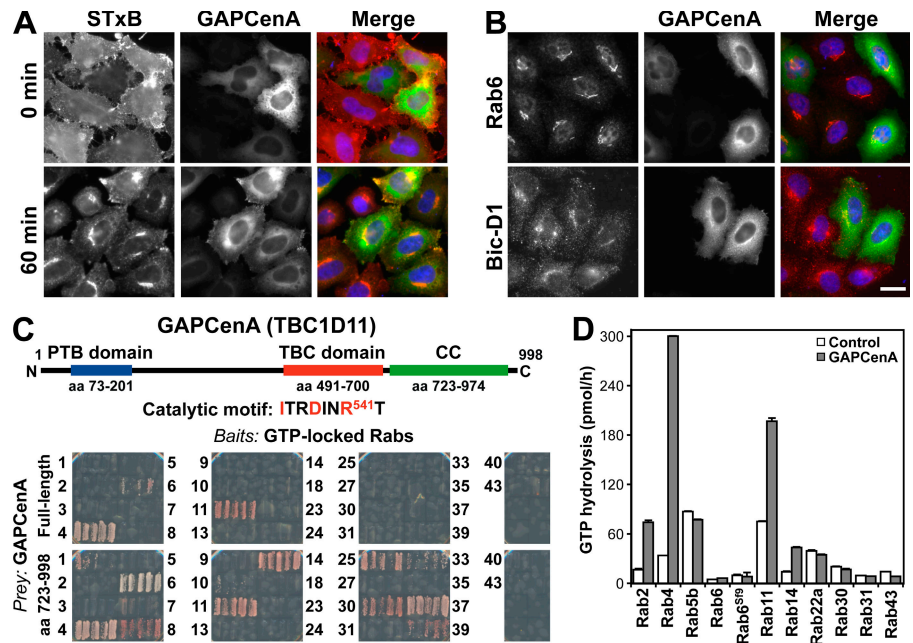 A
STxB GAPCenA Merge
0 min
60 min
B
GAPCenA Merge
Rab6
Bic-D1
C
GAPCenA (TBC1D11)
1 PTB domain TBC domain CC 998
N C
aa 73-201 aa 491-700 aa 723-974
Catalytic motif: ITRDINR541T
Baits: GTP-locked Rabs
Prey: GAPCenA
Full-length
1 5 9 14 25 33 40
2 6 10 18 27 35 43
3 7 11 23 30 37
4 8 13 24 31 39
aa 723-998
1 5 9 14 25 33 40
2 6 10 18 27 35 43
3 7 11 23 30 37
4 8 13 24 31 39
D
GTP hydrolysis (pmol/h)
300
240
180
120
60
0
Control
GAPCenA
Rab2 Rab4 Rab5b Rab6 Rab6Sf9 Rab11 Rab14 Rab22a Rab30 Rab31 Rab43